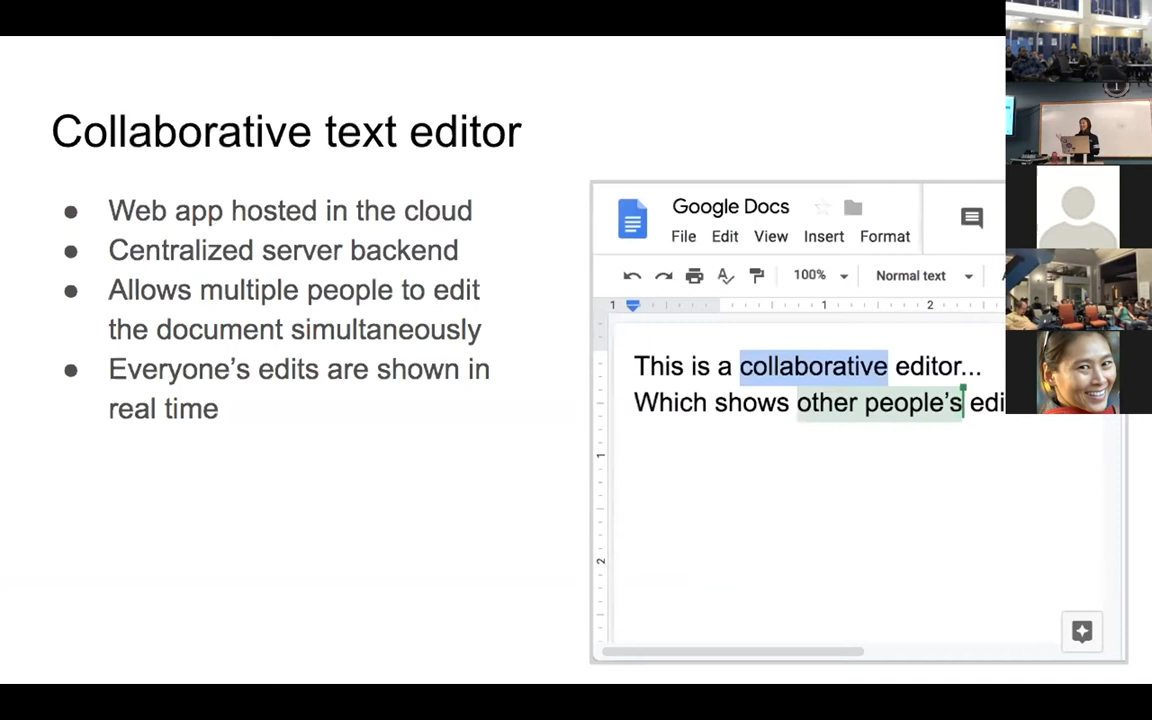 Collaborative text editor
● Web app hosted in the cloud
● Centralized server backend
● Allows multiple people to edit
the document simultaneously
● Everyone's edits are shown in
real time
Google Docs
File Edit View Insert Format
100% Normal text
1 1 2
This is a collaborative editor...
Which shows other people's edi
1
2